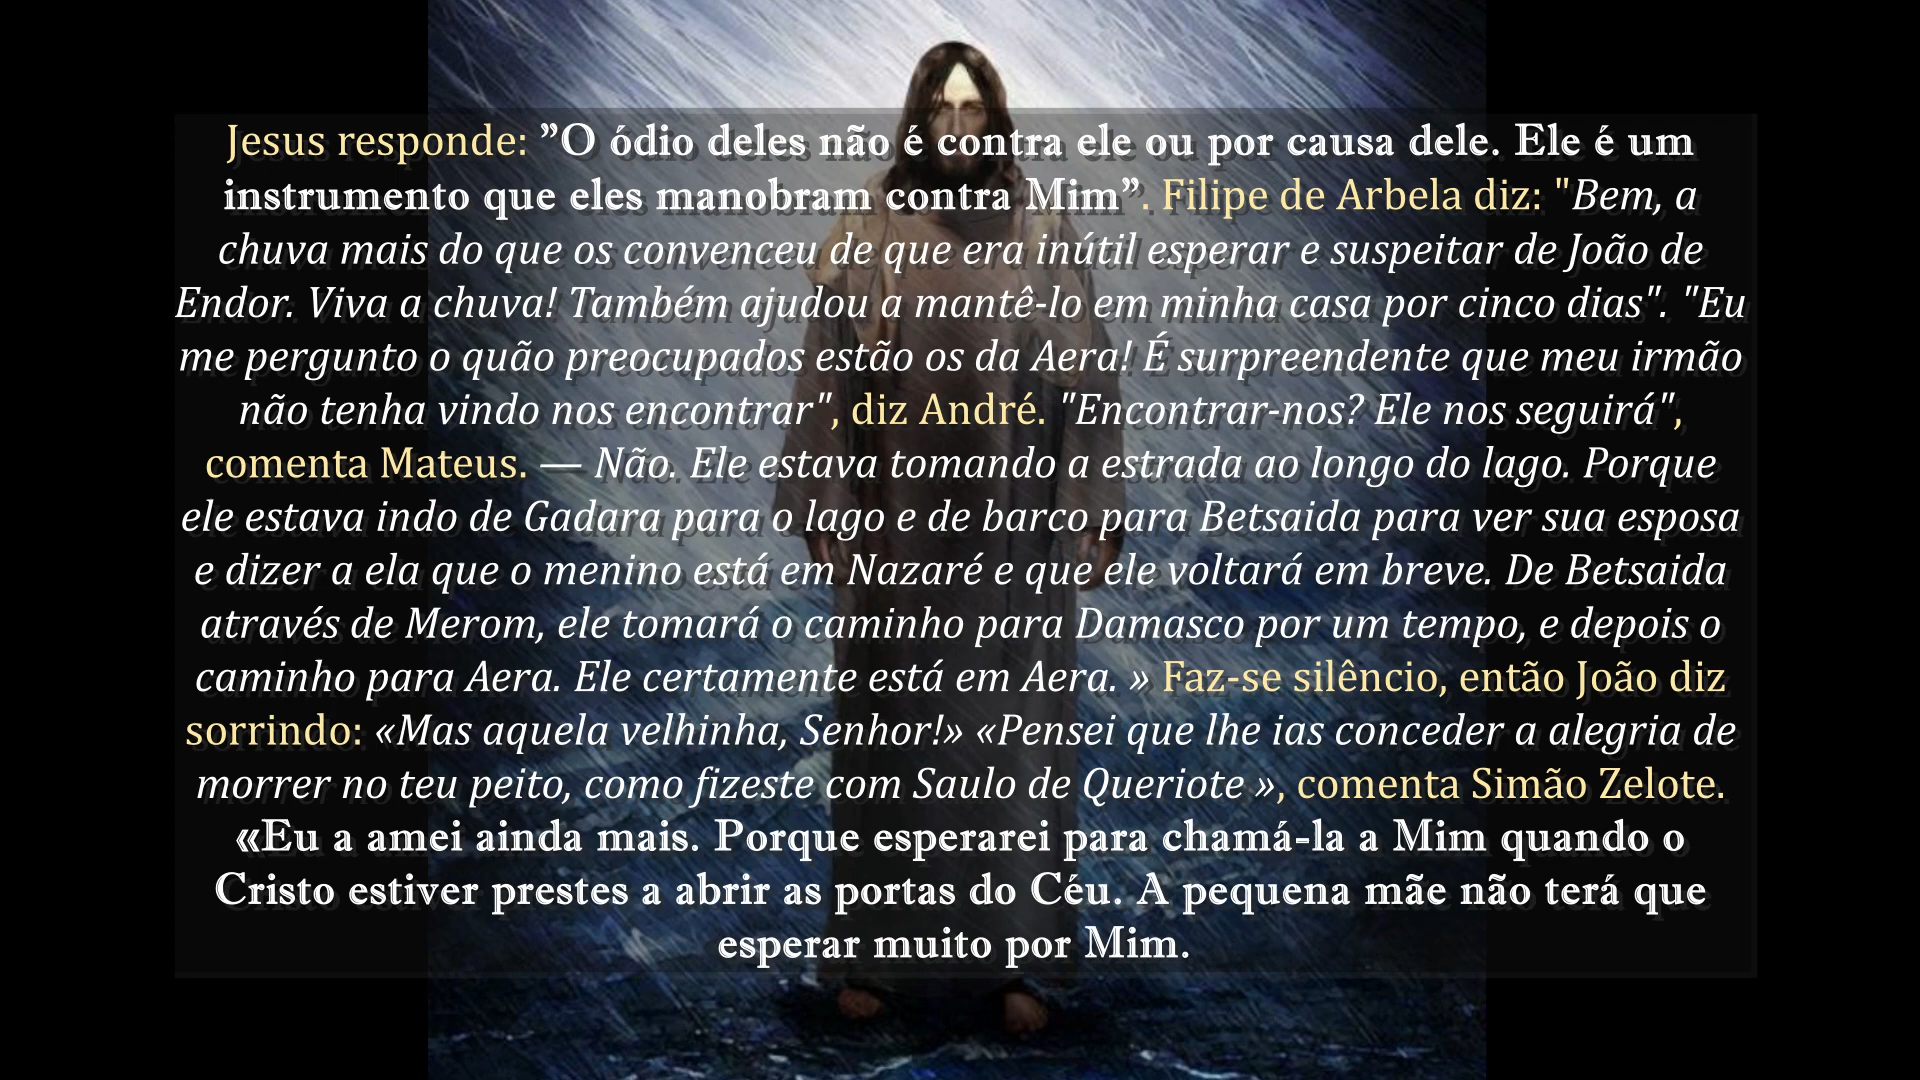 Jesus responde: ”O ódio deles não é contra ele ou por causa dele. Ele é um
instrumento que eles manobram contra Mim”. Filipe de Arbela diz: "Bem, a
chuva mais do que os convenceu de que era inútil esperar e suspeitar de João de
Endor. Viva a chuva! Também ajudou a mantê-lo em minha casa por cinco dias". "Eu
me pergunto o quão preocupados estão os da Aera! É surpreendente que meu irmão
não tenha vindo nos encontrar", diz André. "Encontrar-nos? Ele nos seguirá",
comenta Mateus. — Não. Ele estava tomando a estrada ao longo do lago. Porque
ele estava indo de Gadara para o lago e de barco para Betsaida para ver sua esposa
e dizer a ela que o menino está em Nazaré e que ele voltará em breve. De Betsaida
através de Merom, ele tomará o caminho para Damasco por um tempo, e depois o
caminho para Aera. Ele certamente está em Aera. » Faz-se silêncio, então João diz
sorrindo: «Mas aquela velhinha, Senhor!» «Pensei que lhe ias conceder a alegria de
morrer no teu peito, como fizeste com Saulo de Queriote », comenta Simão Zelote.
«Eu a amei ainda mais. Porque esperarei para chamá-la a Mim quando o
Cristo estiver prestes a abrir as portas do Céu. A pequena mãe não terá que
esperar muito por Mim.